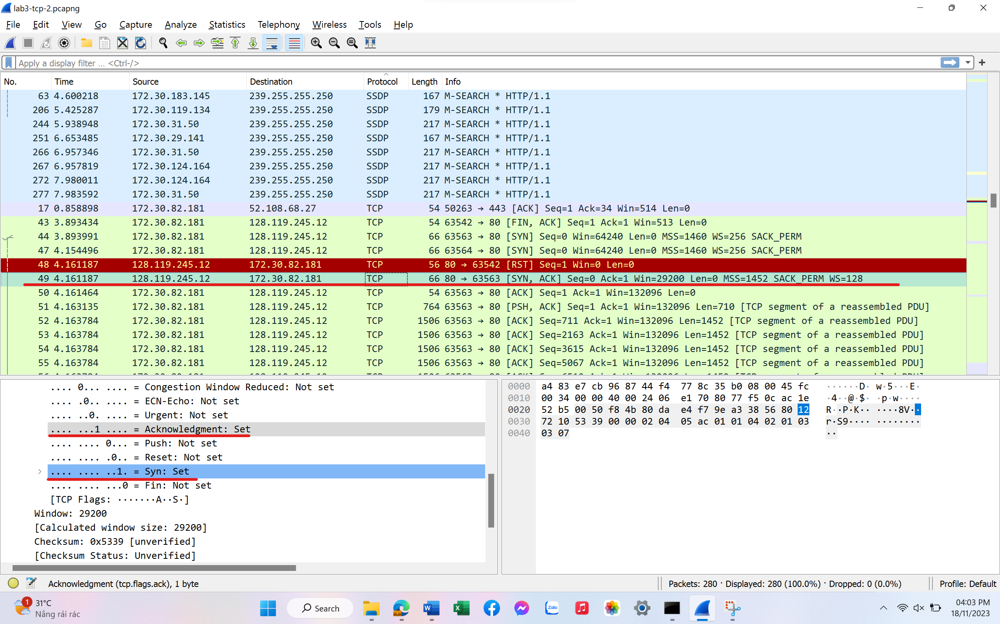 lab3-tcp-2.pcapng
File Edit View Go Capture Analyze Statistics Telephony Wireless Tools Help
Apply a display filter ... <Ctrl-/>
No. Time Source Destination Protocol Length Info
63 4.600218 172.30.183.145 239.255.255.250 SSDP 167 M-SEARCH * HTTP/1.1
206 5.425287 172.30.119.134 239.255.255.250 SSDP 179 M-SEARCH * HTTP/1.1
244 5.938948 172.30.31.50 239.255.255.250 SSDP 217 M-SEARCH * HTTP/1.1
251 6.653485 172.30.29.141 239.255.255.250 SSDP 167 M-SEARCH * HTTP/1.1
266 6.957346 172.30.31.50 239.255.255.250 SSDP 217 M-SEARCH * HTTP/1.1
267 6.957819 172.30.124.164 239.255.255.250 SSDP 217 M-SEARCH * HTTP/1.1
272 7.980011 172.30.124.164 239.255.255.250 SSDP 217 M-SEARCH * HTTP/1.1
277 7.983592 172.30.31.50 239.255.255.250 SSDP 217 M-SEARCH * HTTP/1.1
17 0.858898 172.30.82.181 52.108.68.27 TCP 54 50263 → 443 [ACK] Seq=1 Ack=34 Win=514 Len=0
43 3.893434 172.30.82.181 128.119.245.12 TCP 54 63542 → 80 [FIN, ACK] Seq=1 Ack=1 Win=513 Len=0
44 3.893991 172.30.82.181 128.119.245.12 TCP 66 63563 → 80 [SYN] Seq=0 Win=64240 Len=0 MSS=1460 WS=256 SACK_PERM
47 4.154496 172.30.82.181 128.119.245.12 TCP 66 63564 → 80 [SYN] Seq=0 Win=64240 Len=0 MSS=1460 WS=256 SACK_PERM
48 4.161187 128.119.245.12 172.30.82.181 TCP 56 80 → 63542 [RST] Seq=1 Win=0 Len=0
49 4.161187 128.119.245.12 172.30.82.181 TCP 66 80 → 63563 [SYN, ACK] Seq=0 Ack=1 Win=29200 Len=0 MSS=1452 SACK_PERM WS=128
50 4.161464 172.30.82.181 128.119.245.12 TCP 54 63563 → 80 [ACK] Seq=1 Ack=1 Win=132096 Len=0
51 4.163135 172.30.82.181 128.119.245.12 TCP 764 63563 → 80 [PSH, ACK] Seq=1 Ack=1 Win=132096 Len=710 [TCP segment of a reassembled PDU]
52 4.163784 172.30.82.181 128.119.245.12 TCP 1506 63563 → 80 [ACK] Seq=711 Ack=1 Win=132096 Len=1452 [TCP segment of a reassembled PDU]
53 4.163784 172.30.82.181 128.119.245.12 TCP 1506 63563 → 80 [ACK] Seq=2163 Ack=1 Win=132096 Len=1452 [TCP segment of a reassembled PDU]
54 4.163784 172.30.82.181 128.119.245.12 TCP 1506 63563 → 80 [ACK] Seq=3615 Ack=1 Win=132096 Len=1452 [TCP segment of a reassembled PDU]
55 4.163784 172.30.82.181 128.119.245.12 TCP 1506 63563 → 80 [ACK] Seq=5067 Ack=1 Win=132096 Len=1452 [TCP segment of a reassembled PDU]
.... 0... .... = Congestion Window Reduced: Not set
.... .0.. .... = ECN-Echo: Not set
.... ..0. .... = Urgent: Not set
.... ...1 .... = Acknowledgment: Set
.... .... 0... = Push: Not set
.... .... .0.. = Reset: Not set
.... .... ..1. = Syn: Set
.... .... ...0 = Fin: Not set
[TCP Flags: ·······A··S·]
Window: 29200
[Calculated window size: 29200]
Checksum: 0x5339 [unverified]
[Checksum Status: Unverified]
0000 a4 83 e7 cb 96 87 44 f4 77 8c 35 b0 08 00 45 fc ······D· w·5···E·
0010 00 34 00 00 40 00 24 06 e1 70 80 77 f5 0c ac 1e ·4··@·$· ·p·w····
0020 52 b5 00 50 f8 4b 80 da e4 f7 9e a3 38 56 80 12 R··P·K·· ····8V··
0030 72 10 53 39 00 00 02 04 05 ac 01 01 04 02 01 03 r·S9···· ········
0040 03 07 ··
Acknowledgment (tcp.flags.ack), 1 byte
Packets: 280 · Displayed: 280 (100.0%) · Dropped: 0 (0.0%)
Profile: Default
1
31°C
Nắng rải rác
Search
Zalo
04:03 PM
18/11/2023